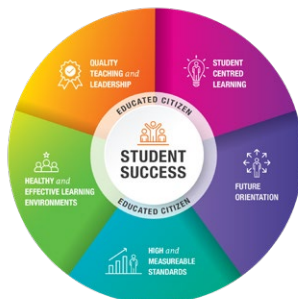 QUALITY
TEACHING and
LEADERSHIP
STUDENT
CENTRED
LEARNING
EDUCATED CITIZEN
STUDENT
SUCCESS
EDUCATED CITIZEN
HEALTHY and
EFFECTIVE LEARNING
ENVIRONMENTS
FUTURE
ORIENTATION
HIGH and
MEASUREABLE
STANDARDS